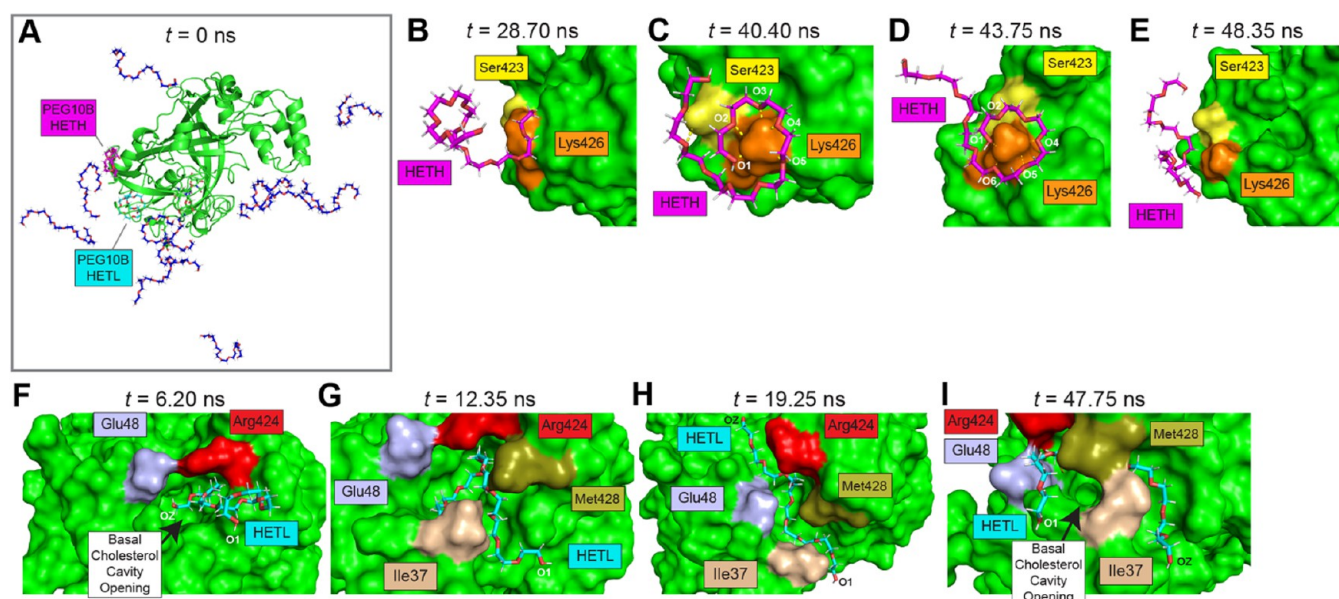 A
t = 0 ns
PEG10B
HETH
PEG10B
HETL
B
t = 28.70 ns
Ser423
Lys426
HETH
C
t = 40.40 ns
Ser423
O3
O2
O4
Lys426
O5
O1
HETH
D
t = 43.75 ns
Ser423
HETH
O2
O1
O4
O6
O5
Lys426
E
t = 48.35 ns
Ser423
Lys426
HETH
F
t = 6.20 ns
Glu48
Arg424
OZ
O1
HETL
Basal
Cholesterol
Cavity
Opening
G
t = 12.35 ns
Arg424
Glu48
Met428
HETL
Ile37
O1
H
t = 19.25 ns
OZ
HETL
Arg424
Glu48
Met428
Ile37
O1
I
t = 47.75 ns
Arg424
Glu48
Met428
HETL
O1
Basal
Cholesterol
Cavity
Opening
Ile37
OZ